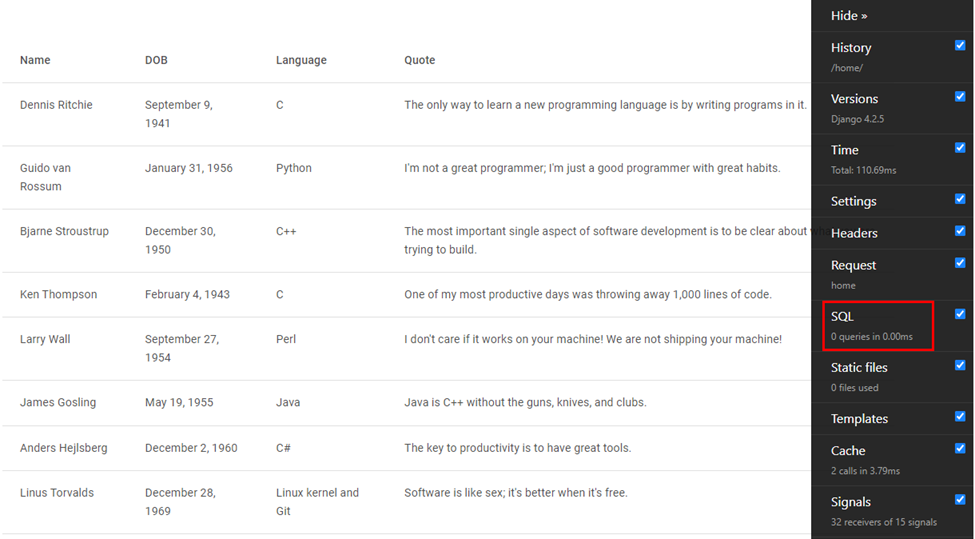 Name DOB Language Quote
Dennis Ritchie September 9, C The only way to learn a new programming language is by writing programs in it.
1941
Guido van January 31, 1956 Python I'm not a great programmer; I'm just a good programmer with great habits.
Rossum
Bjarne Stroustrup December 30, C++ The most important single aspect of software development is to be clear about
1950 trying to build.
Ken Thompson February 4, 1943 C One of my most productive days was throwing away 1,000 lines of code.
Larry Wall September 27, Perl I don't care if it works on your machine! We are not shipping your machine!
1954
James Gosling May 19, 1955 Java Java is C++ without the guns, knives, and clubs.
Anders Hejlsberg December 2, 1960 C# The key to productivity is to have great tools.
Linus Torvalds December 28, Linux kernel and Software is like sex; it's better when it's free.
1969 Git
Hide »
History
/home/
Versions
Django 4.2.5
Time
Total: 110.69ms
Settings
Headers
Request
home
SQL
0 queries in 0.00ms
Static files
0 files used
Templates
Cache
2 calls in 3.79ms
Signals
32 receivers of 15 signals